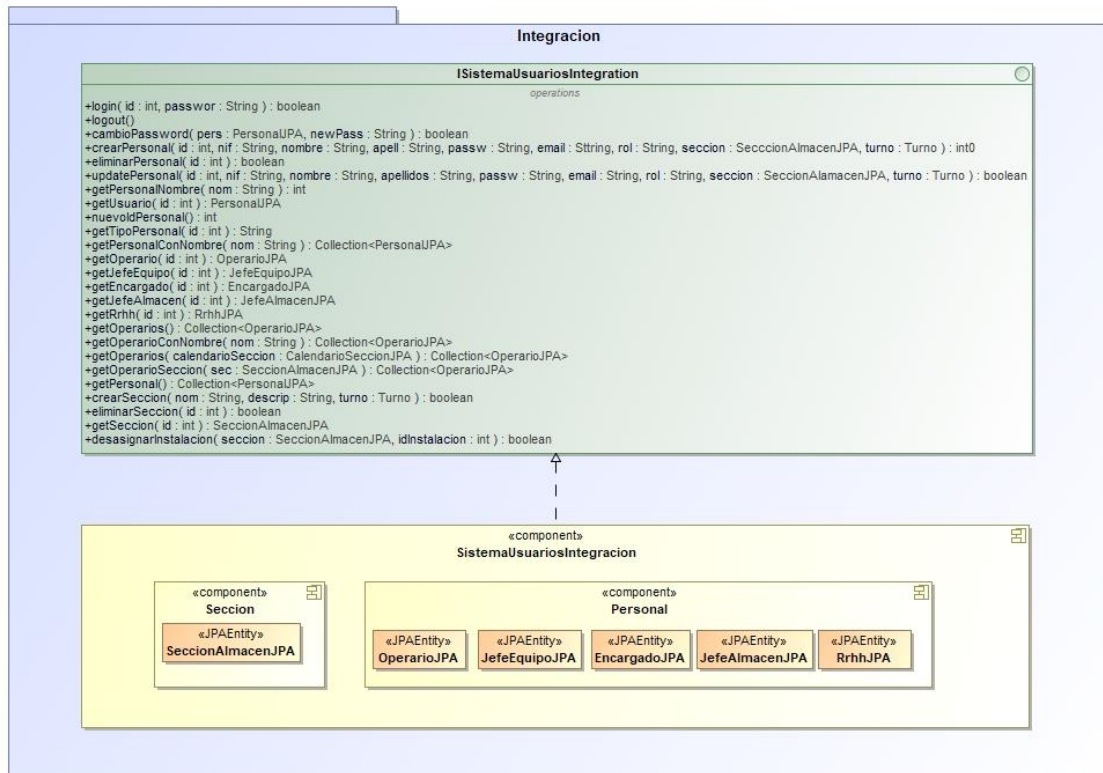 Integracion
ISistemaUsuariosIntegration
operations
+login( id : int, passwor : String ) : boolean
+logout()
+cambioPassword( pers : PersonalJPA, newPass : String ) : boolean
+crearPersonal( id : int, nif : String, nombre : String, apell : String, passw : String, email : Sttring, rol : String, seccion : SecccionAlmacenJPA, turno : Turno ) : int0
+eliminarPersonal( id : int ) : boolean
+updatePersonal( id : int, nif : String, nombre : String, apellidos : String, passw : String, email : String, rol : String, seccion : SeccionAlamacenJPA, turno : Turno ) : boolean
+getPersonalNombre( nom : String ) : int
+getUsuario( id : int ) : PersonalJPA
+nuevoIdPersonal() : int
+getTipoPersonal( id : int ) : String
+getPersonalConNombre( nom : String ) : Collection<PersonalJPA>
+getOperario( id : int ) : OperarioJPA
+getJefeEquipo( id : int ) : JefeEquipoJPA
+getEncargado( id : int ) : EncargadoJPA
+getJefeAlmacen( id : int ) : JefeAlmacenJPA
+getRrhh( id : int ) : RrhhJPA
+getOperarios() : Collection<OperarioJPA>
+getOperarioConNombre( nom : String ) : Collection<OperarioJPA>
+getOperarios( calendarioSeccion : CalendarioSeccionJPA ) : Collection<OperarioJPA>
+getOperarioSeccion( sec : SeccionAlmacenJPA ) : Collection<OperarioJPA>
+getPersonal() : Collection<PersonalJPA>
+crearSeccion( nom : String, descrip : String, turno : Turno ) : boolean
+eliminarSeccion( id : int ) : boolean
+getSeccion( id : int ) : SeccionAlmacenJPA
+desasignarInstalacion( seccion : SeccionAlmacenJPA, idInstalacion : int ) : boolean
«component»
SistemaUsuariosIntegracion
«component»
Seccion
«JPAEntity»
SeccionAlmacenJPA
«component»
Personal
«JPAEntity»
OperarioJPA
«JPAEntity»
JefeEquipoJPA
«JPAEntity»
EncargadoJPA
«JPAEntity»
JefeAlmacenJPA
«JPAEntity»
RrhhJPA